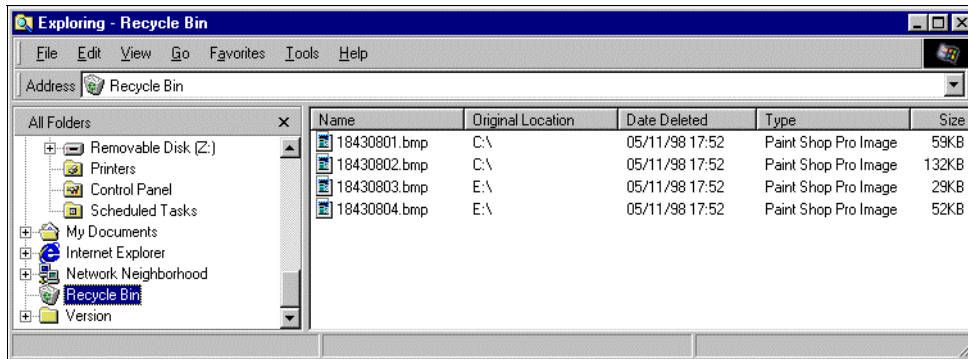 Exploring - Recycle Bin
File Edit View Go Favorites Tools Help
Address Recycle Bin
All Folders
Removable Disk (Z:)
Printers
Control Panel
Scheduled Tasks
My Documents
Internet Explorer
Network Neighborhood
Recycle Bin
Version
Name Original Location Date Deleted Type Size
18430801.bmp C:\ 05/11/98 17:52 Paint Shop Pro Image 59KB
18430802.bmp C:\ 05/11/98 17:52 Paint Shop Pro Image 132KB
18430803.bmp E:\ 05/11/98 17:52 Paint Shop Pro Image 29KB
18430804.bmp E:\ 05/11/98 17:52 Paint Shop Pro Image 52KB